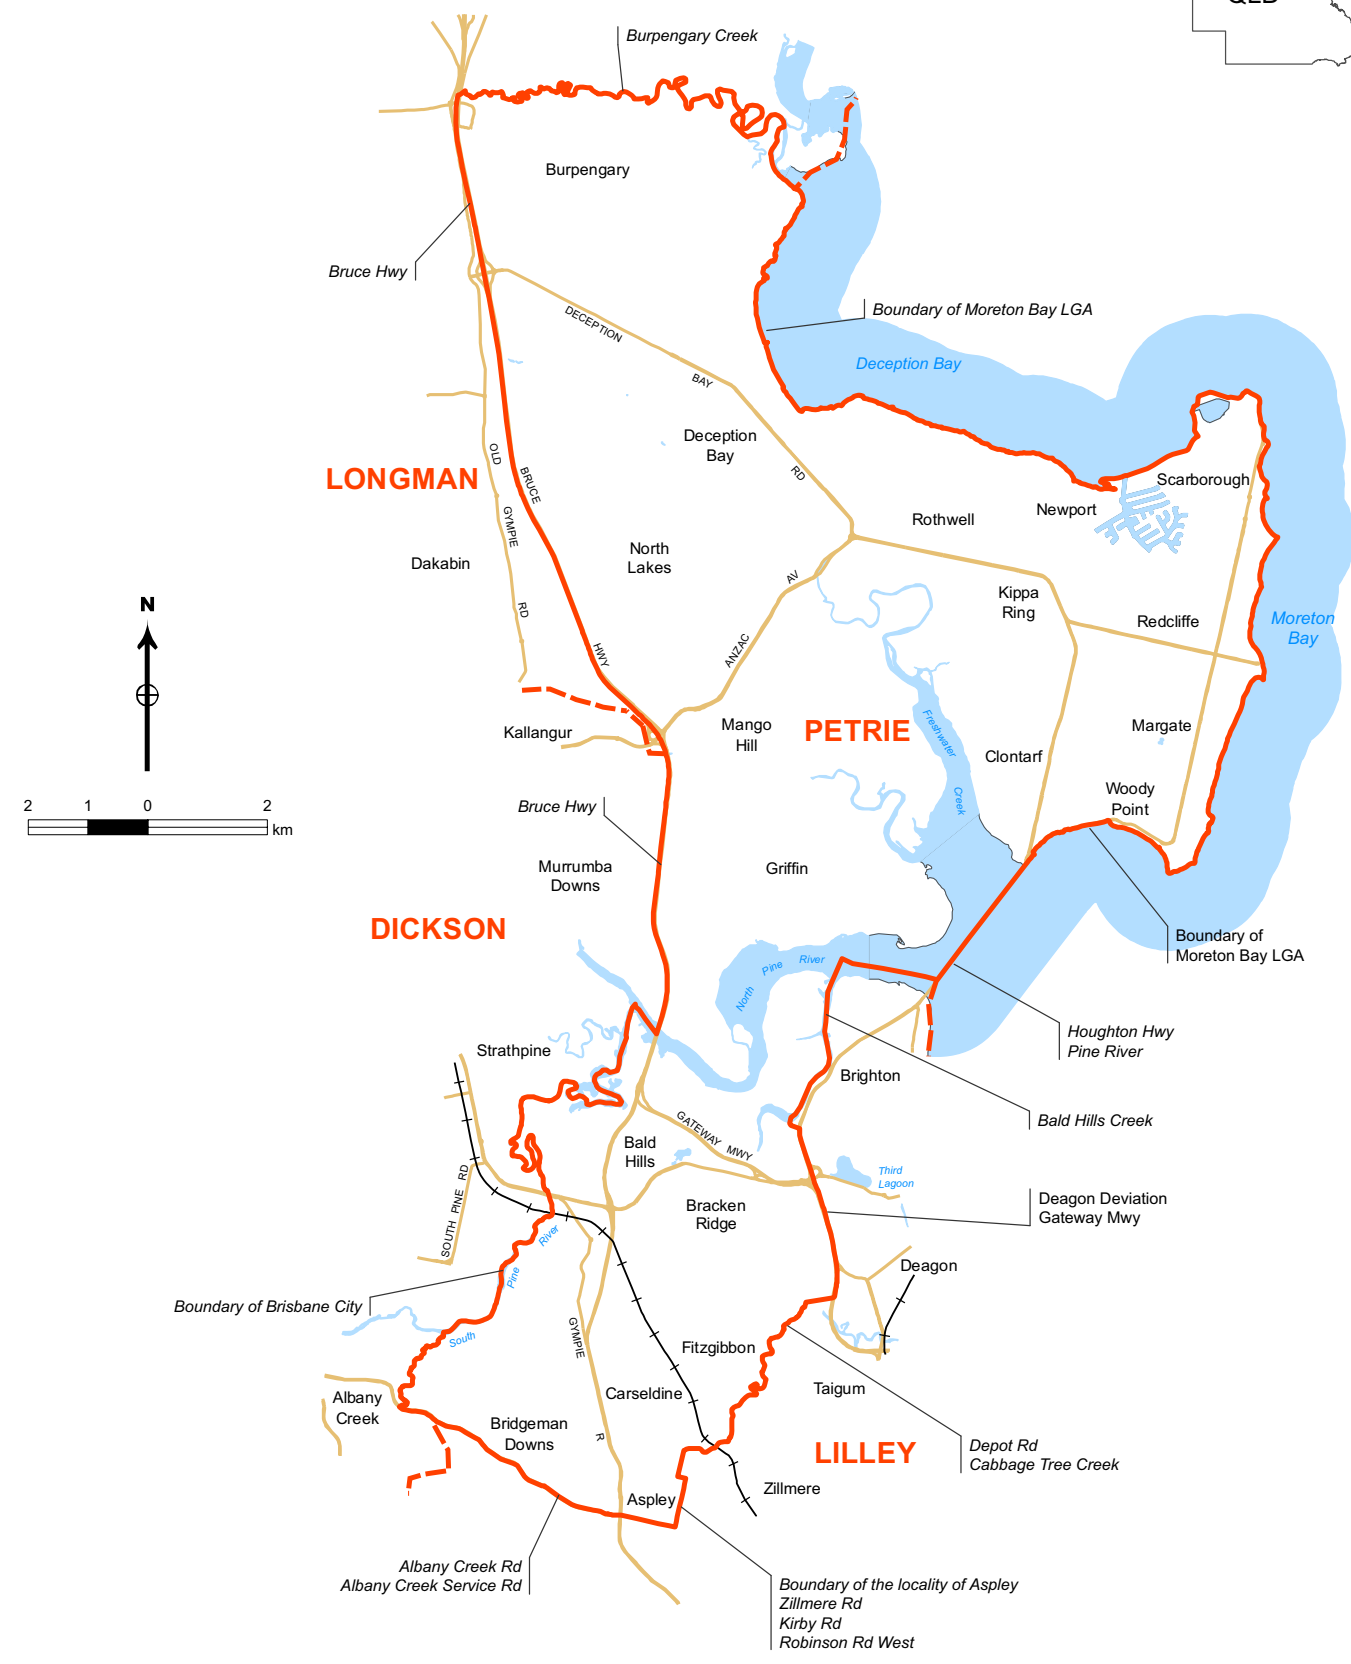 QLD
Burpengary Creek
Burpengary
Bruce Hwy
Boundary of Moreton Bay LGA
DECEPTION
BAY
RD
Deception Bay
Deception
Bay
LONGMAN
OLD
GYMPIE
RD
BRUCE
HWY
Scarborough
Newport
Rothwell
Dakabin
North
Lakes
AV
ANZAC
Kippa
Ring
Redcliffe
Moreton
Bay
N
Kallangur
Mango
Hill
PETRIE
Freshwater
Creek
Margate
Clontarf
Woody
Point
2
1
0
2
km
Bruce Hwy
Murrumba
Downs
Griffin
DICKSON
Boundary of
Moreton Bay LGA
North
Pine
River
Houghton Hwy
Pine River
Strathpine
Brighton
Bald Hills Creek
GATEWAY
MWY
Bald
Hills
Third
Lagoon
SOUTH PINE RD
Bracken
Ridge
Deagon Deviation
Gateway Mwy
River
Pine
South
Deagon
Boundary of Brisbane City
GYMPIE
R
Fitzgibbon
Taigum
Carseldine
Albany
Creek
Bridgeman
Downs
LILLEY
Depot Rd
Cabbage Tree Creek
Zillmere
Aspley
Albany Creek Rd
Albany Creek Service Rd
Boundary of the locality of Aspley
Zillmere Rd
Kirby Rd
Robinson Rd West